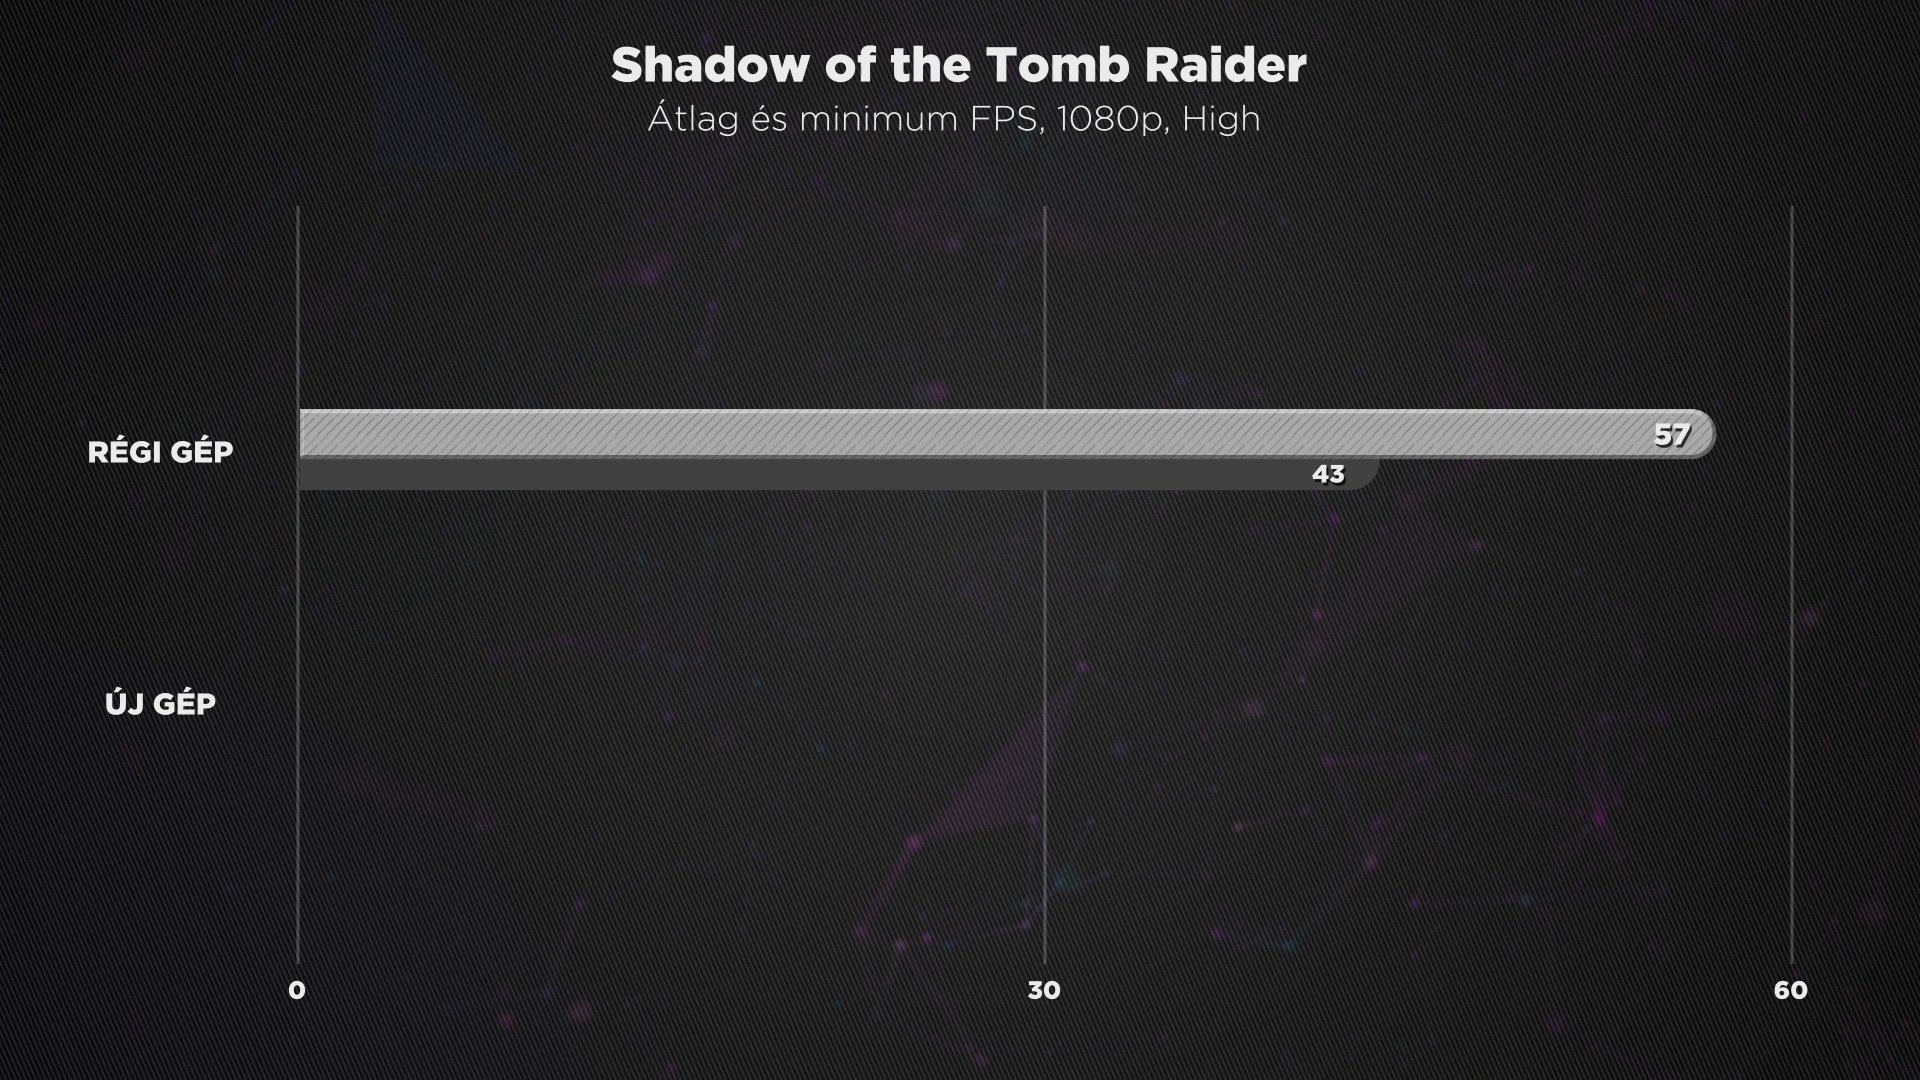 Shadow of the Tomb Raider
Átlag és minimum FPS, 1080p, High
RÉGI GÉP
57
43
ÚJ GÉP
0
30
60